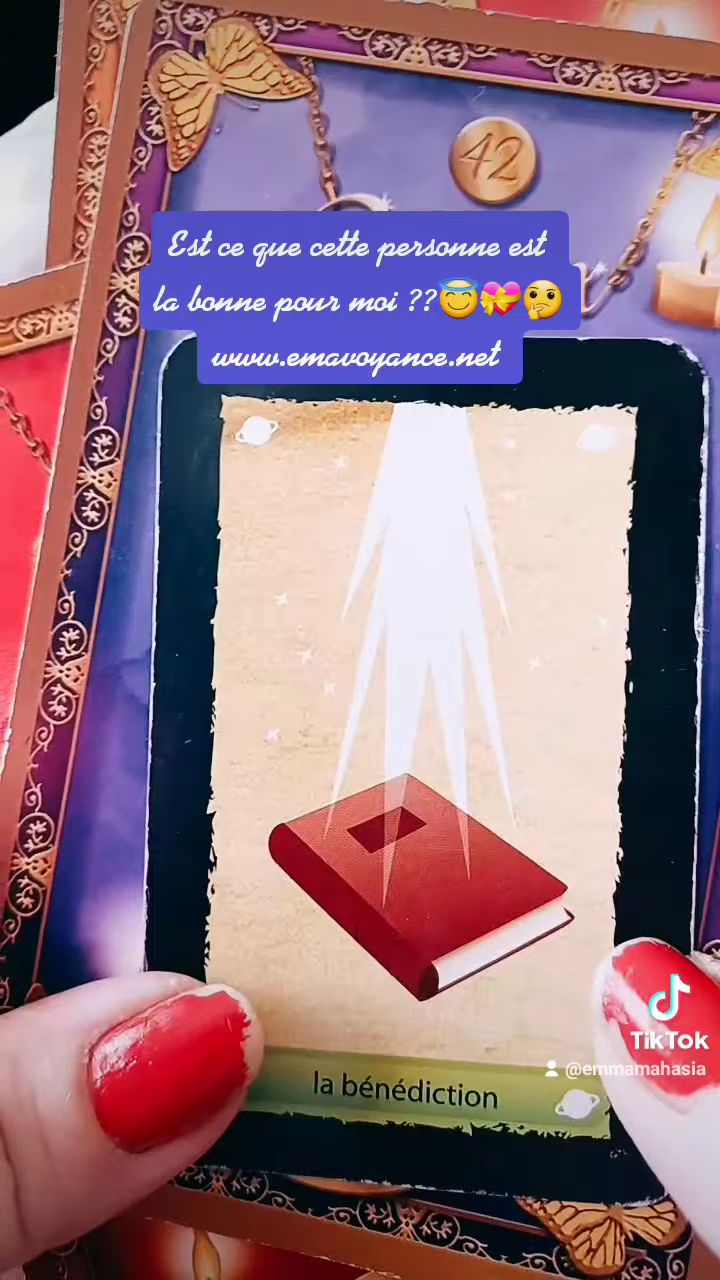 42
Est ce que cette personne est
la bonne pour moi ??😇💝🤔
www.emavoyance.net
la bénédiction
TikTok
@emmamahasia